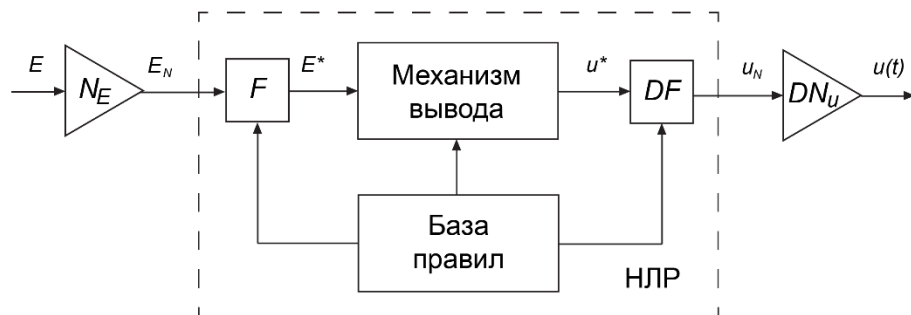 E
N_E
E_N
F
E*
Механизм
вывода
u*
DF
u_N
DN_u
u(t)
База
правил
НЛР